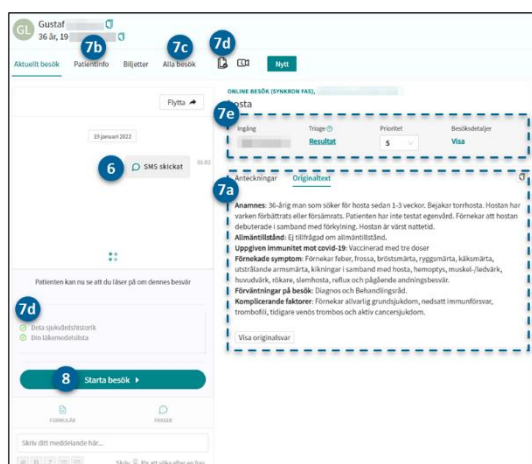 GL
Gustaf
36 år, 19
7b
7c
7d
Aktuellt besök
Patientinfo
Biljetter
Alla besök
Nytt
Flytta
19 januari 2022
6
SMS skickat
Patienten kan nu se att du läser på om dennes besvär
7d
Dela sjukvårdshistorik
Din läkemedelslista
8
Starta besök
FORMULÄR
FRASER
Skriv ditt meddelande här...
ONLINE BESÖK (SYNKRON FAS),
Hosta
7e
Ingång
Triage
Prioritet
Besöksdetaljer
Resultat
5
Visa
7a
Anteckningar
Originaltext
Anamnes: 36-årig man som söker för hosta sedan 1-3 veckor. Bejakar torrhosta. Hostan har
varken förbättrats eller försämrats. Patienten har inte testat egenvård. Förnekar att hostan
debuterade i samband med förkylning. Hostan är värst nattetid.
Allmäntillstånd: Ej tillfrågad om allmäntillstånd.
Uppgiven immunitet mot covid-19: Vaccinerad med tre doser
Förnekade symptom: Förnekar feber, frossa, bröstsmärta, ryggsmärta, käksmärta,
utstrålande armsmärta, kikningar i samband med hosta, hemoptys, muskel-/ledvärk,
huvudvärk, rökare, slemhosta, reflux och pågående andningsbesvär.
Förväntningar på besök: Diagnos och Behandlingsråd.
Komplicerande faktorer: Förnekar allvarlig grundsjukdom, nedsatt immunförsvar,
trombofili, tidigare venös trombos och aktiv cancersjukdom.
Visa originalsvar